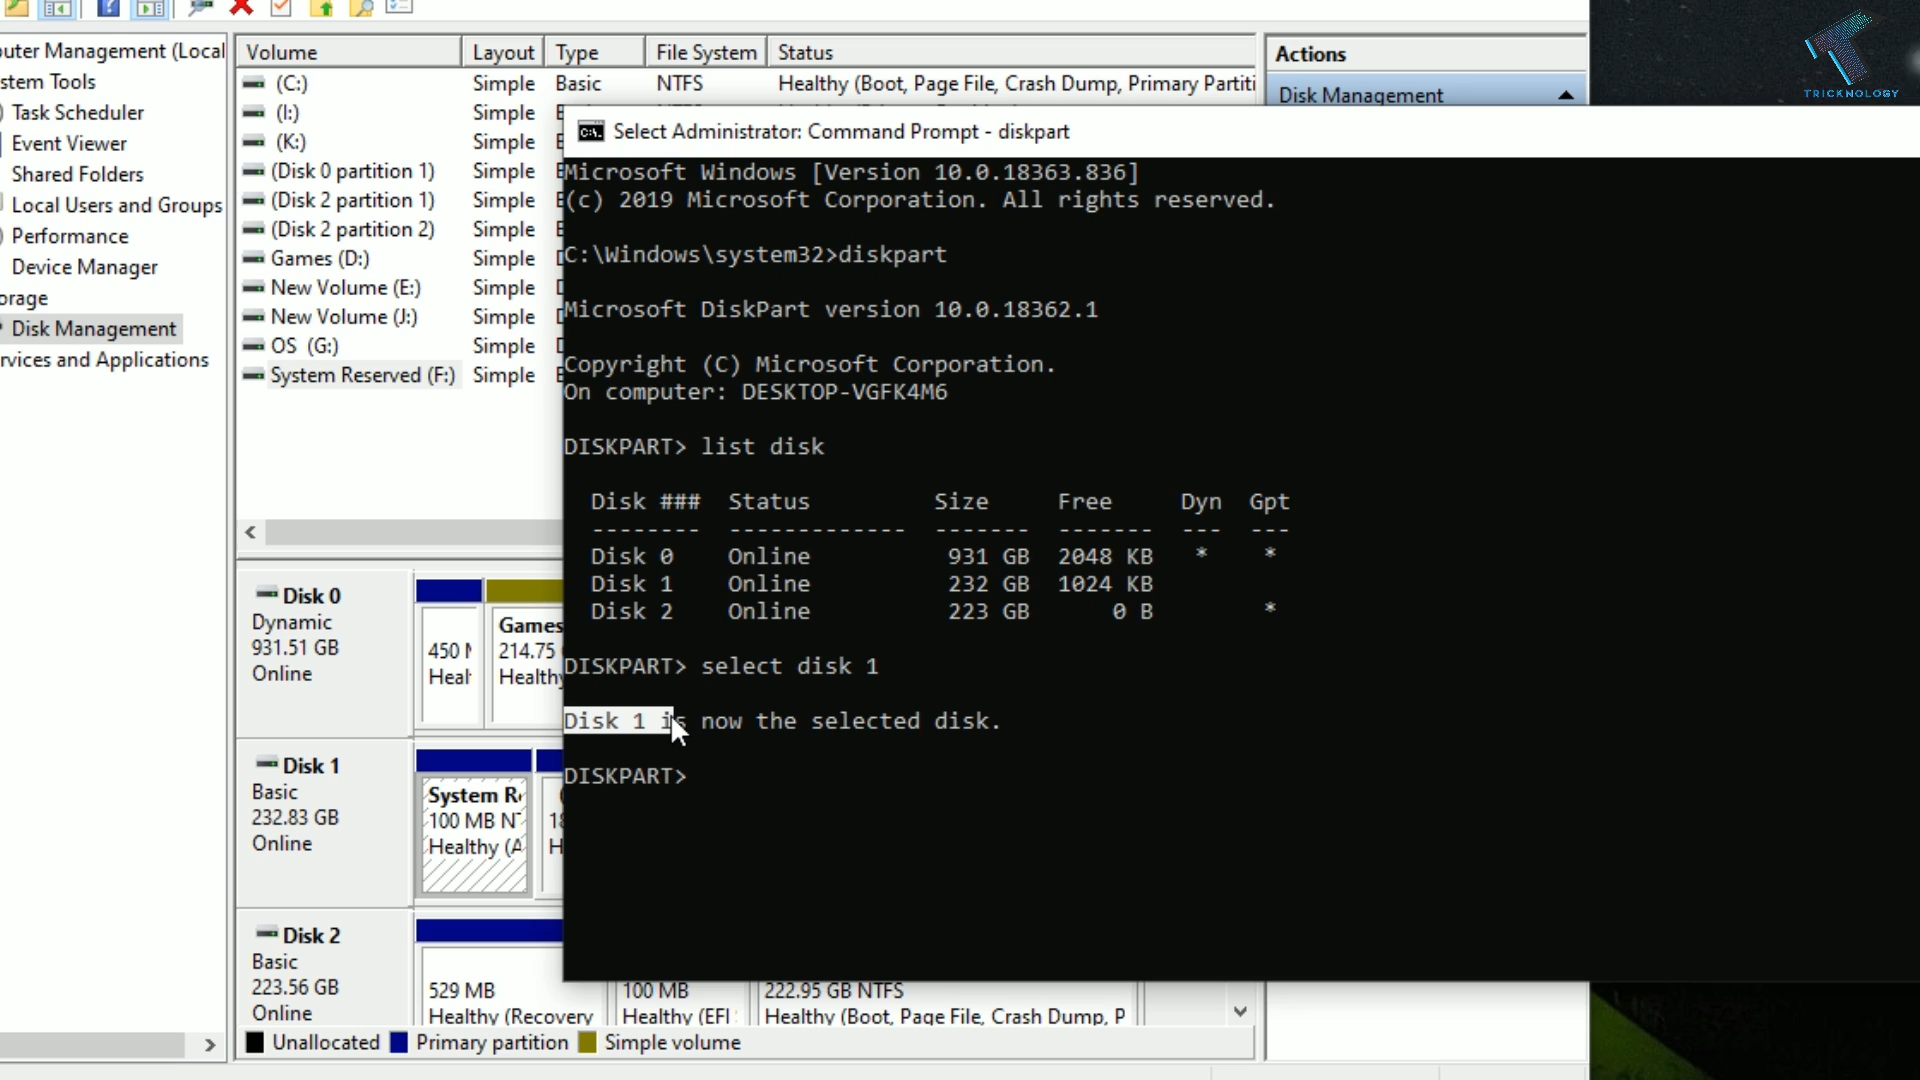 uter Management (Local
stem Tools
Task Scheduler
Event Viewer
Shared Folders
Local Users and Groups
Performance
Device Manager
orage
Disk Management
rvices and Applications
Volume Layout Type File System Status
(C:) Simple Basic NTFS Healthy (Boot, Page File, Crash Dump, Primary Partiti
(I:) Simple
(K:) Simple
(Disk 0 partition 1) Simple
(Disk 2 partition 1) Simple
(Disk 2 partition 2) Simple
Games (D:) Simple
New Volume (E:) Simple
New Volume (J:) Simple
OS (G:) Simple
System Reserved (F:) Simple
Actions
Disk Management
TRICKNOLOGY
Select Administrator: Command Prompt - diskpart
Microsoft Windows [Version 10.0.18363.836]
(c) 2019 Microsoft Corporation. All rights reserved.
C:\Windows\system32>diskpart
Microsoft DiskPart version 10.0.18362.1
Copyright (C) Microsoft Corporation.
On computer: DESKTOP-VGFK4M6
DISKPART> list disk
Disk ### Status Size Free Dyn Gpt
-------- ------------- ------- ------- --- ---
Disk 0 Online 931 GB 2048 KB * *
Disk 1 Online 232 GB 1024 KB
Disk 2 Online 223 GB 0 B *
DISKPART> select disk 1
Disk 1 is now the selected disk.
DISKPART>
Disk 0
Dynamic
931.51 GB
Online
450 M
Heal
Games
214.75
Healthy
Disk 1
Basic
232.83 GB
Online
System Re
100 MB NT
Healthy (A
18
H
Disk 2
Basic
223.56 GB
Online
529 MB
Healthy (Recovery
100 MB
Healthy (EFI
222.95 GB NTFS
Healthy (Boot, Page File, Crash Dump, P
Unallocated Primary partition Simple volume